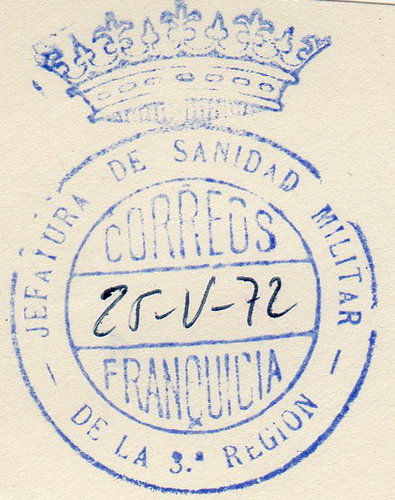 JEFATURA DE SANIDAD MILITAR
CORREOS
25-V-72
FRANQUICIA
DE LA 3.ª REGION